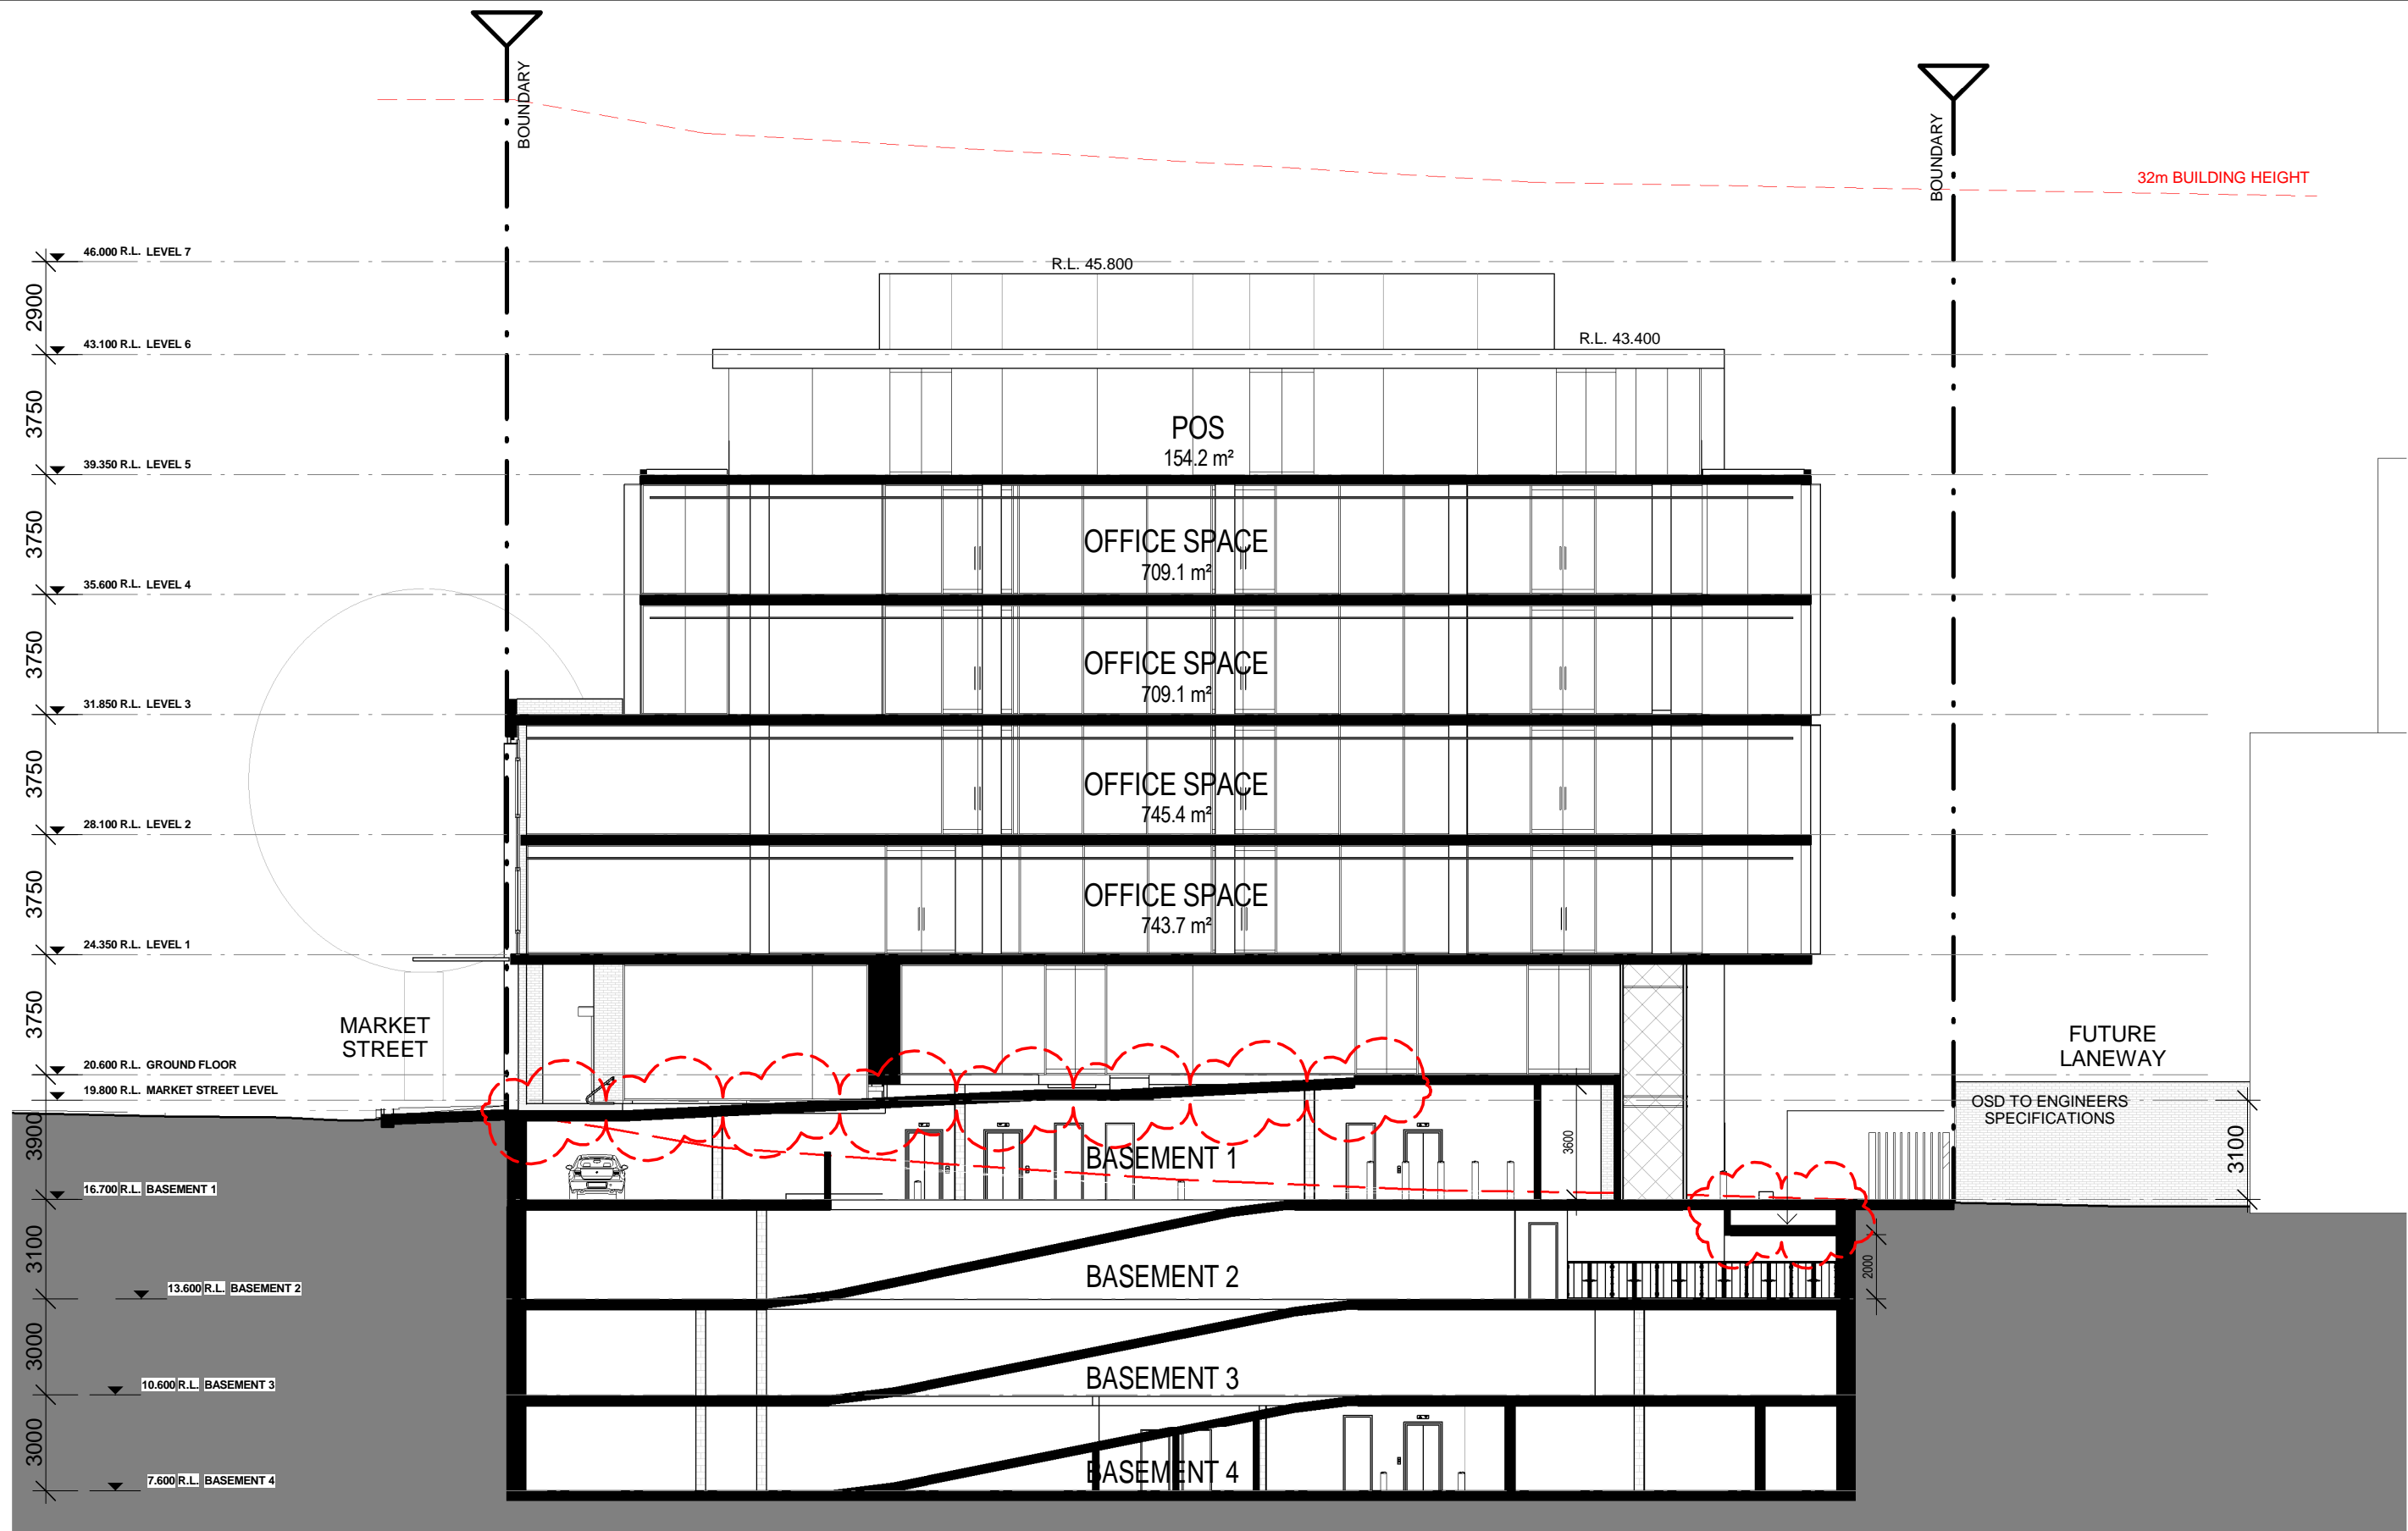 BOUNDARY
BOUNDARY
32m BUILDING HEIGHT
46.000 R.L. LEVEL 7
R.L. 45.800
2900
R.L. 43.400
43.100 R.L. LEVEL 6
3750
POS
154.2 m²
39.350 R.L. LEVEL 5
3750
OFFICE SPACE
709.1 m²
35.600 R.L. LEVEL 4
3750
OFFICE SPACE
709.1 m²
31.850 R.L. LEVEL 3
3750
OFFICE SPACE
745.4 m²
28.100 R.L. LEVEL 2
3750
OFFICE SPACE
743.7 m²
24.350 R.L. LEVEL 1
3750
MARKET
STREET
FUTURE
LANEWAY
20.600 R.L. GROUND FLOOR
19.800 R.L. MARKET STREET LEVEL
OSD TO ENGINEERS
SPECIFICATIONS
3900
3600
3100
BASEMENT 1
16.700 R.L. BASEMENT 1
3100
2000
BASEMENT 2
13.600 R.L. BASEMENT 2
3000
BASEMENT 3
10.600 R.L. BASEMENT 3
3000
BASEMENT 4
7.600 R.L. BASEMENT 4